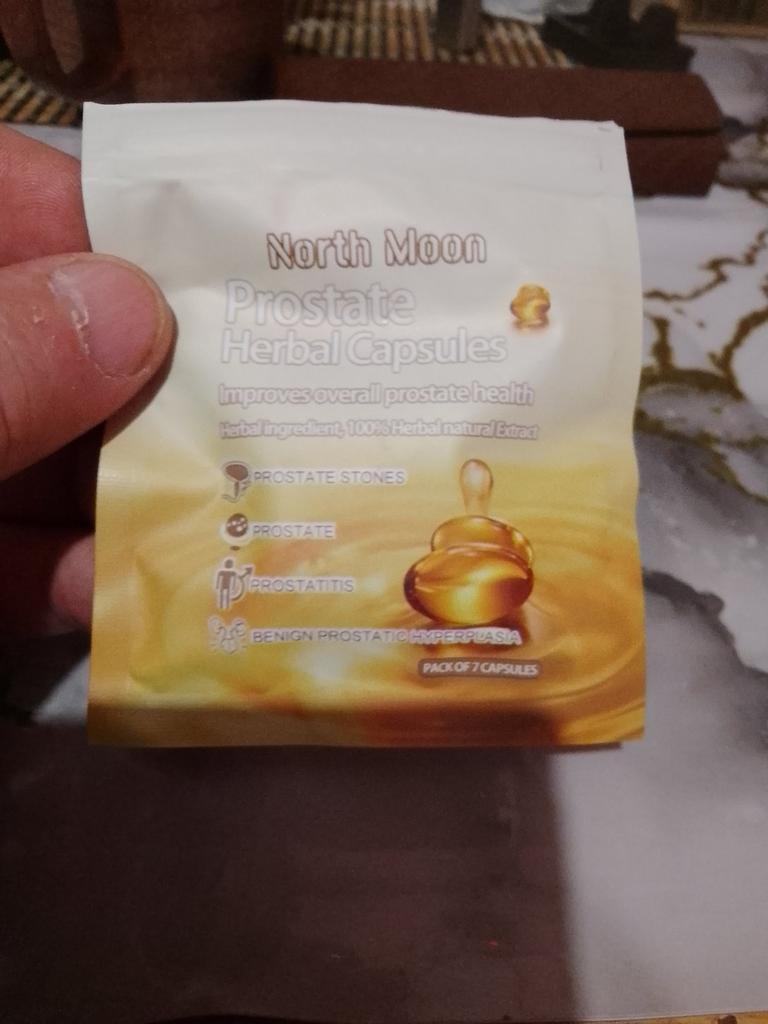 North Moon
Prostate
Herbal Capsules
Improves overall prostate health
Herbal ingredient, 100% Herbal natural Extract
PROSTATE STONES
PROSTATE
PROSTATITIS
BENIGN PROSTATIC HYPERPLASIA
PACK OF 7 CAPSULES